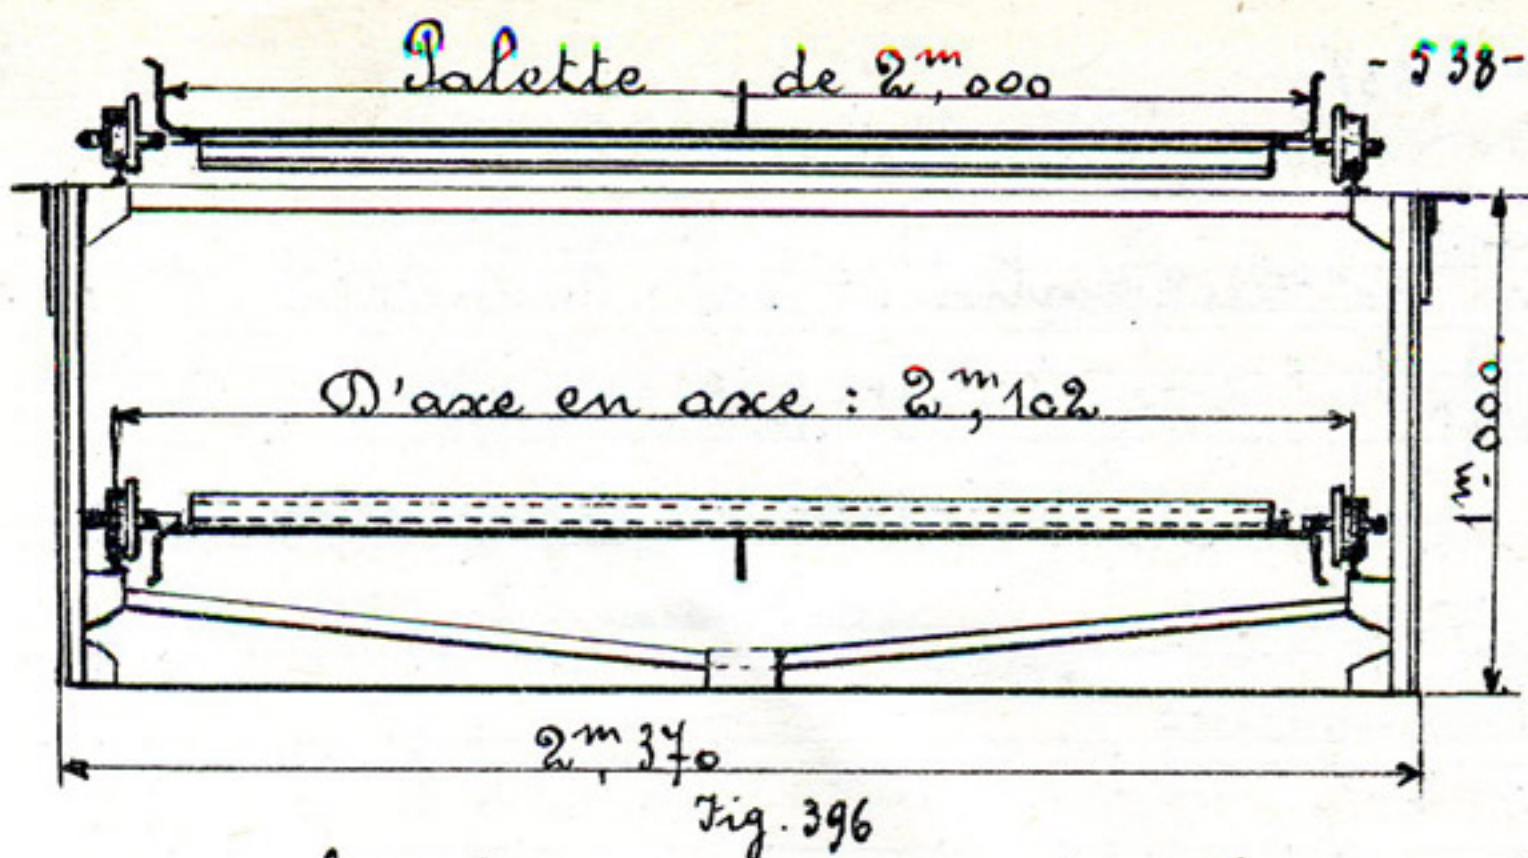 Palette de 2ᵐ,000
- 538 -
D'axe en axe : 2ᵐ,102
1ᵐ,000
2ᵐ,370
Fig. 396